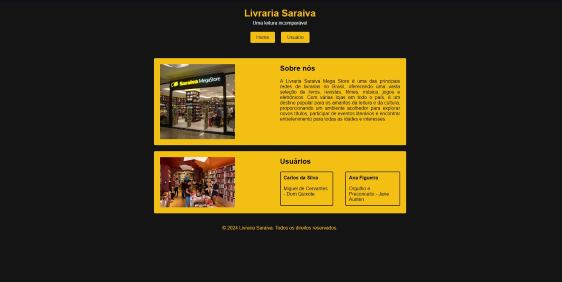 Livraria Saraiva
Uma leitura incomparável
Home
Usuário
Saraiva MegaStore
Sobre nós
A Livraria Saraiva Mega Store é uma das principais
redes de livrarias no Brasil, oferecendo uma vasta
seleção de livros, revistas, filmes, música, jogos e
eletrônicos. Com várias lojas em todo o país, é um
destino popular para os amantes da leitura e da cultura,
proporcionando um ambiente acolhedor para explorar
novos títulos, participar de eventos literários e encontrar
entretenimento para todas as idades e interesses.
Usuários
Carlos da Silva
Miguel de Cervantes
- Dom Quixote
Ana Figueira
Orgulho e
Preconceito - Jane
Austen
© 2024 Livraria Saraiva. Todos os direitos reservados.